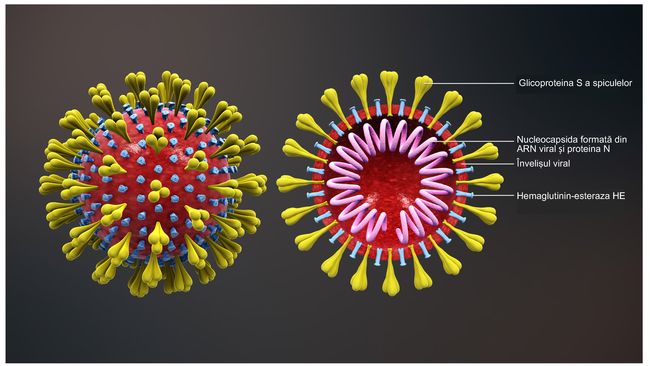 Glicoproteina S a spiculelor
Nucleocapsida formată din
ARN viral și proteina N
Învelișul viral
Hemaglutinin-esteraza HE